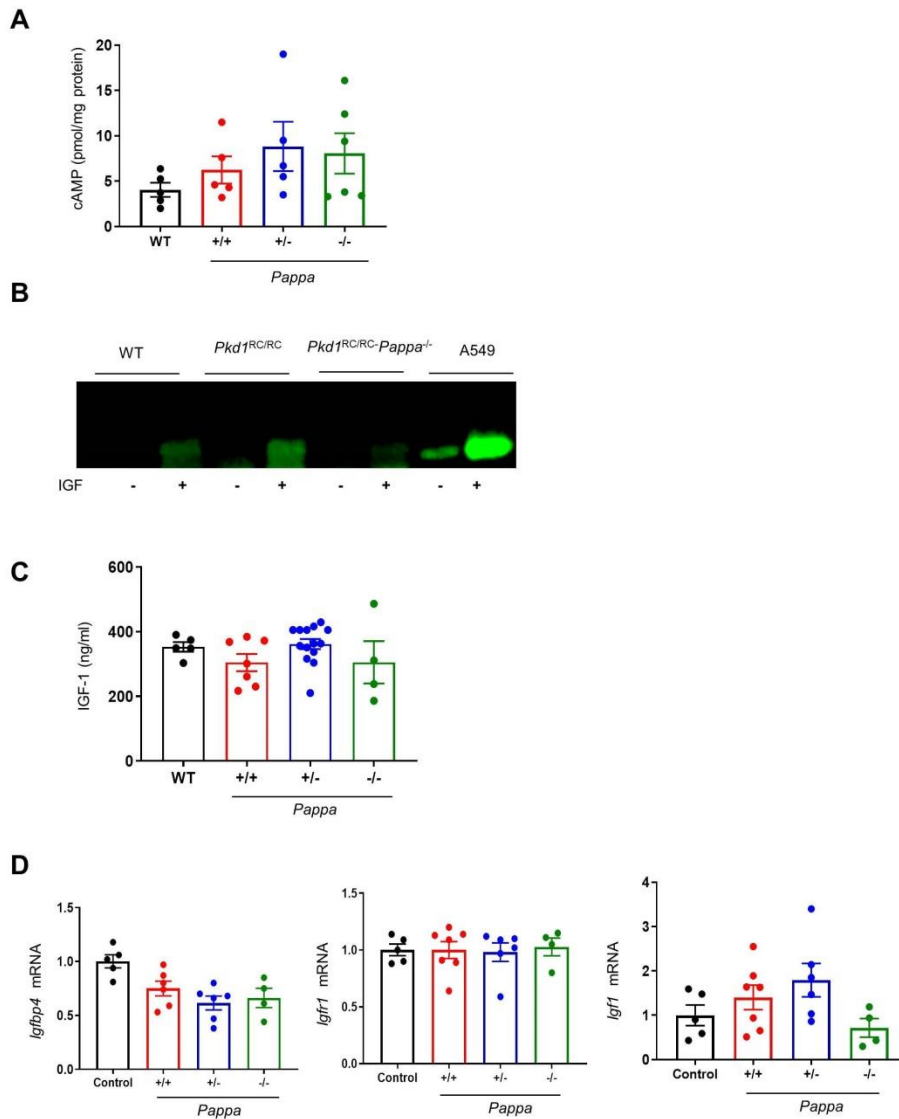 A
cAMP (pmol/mg protein)
20
15
10
5
0
WT +/+ +/- -/-
Pappa
B
WT Pkd1RC/RC Pkd1RC/RC-Pappa-/- A549
IGF - + - + - + - +
C
IGF-1 (ng/ml)
600
400
200
0
WT +/+ +/- -/-
Pappa
D
Igfbp4 mRNA
1.5
1.0
0.5
0.0
Control +/+ +/- -/-
Pappa
Igfr1 mRNA
1.5
1.0
0.5
0.0
Control +/+ +/- -/-
Pappa
Igf1 mRNA
4
3
2
1
0
Control +/+ +/- -/-
Pappa